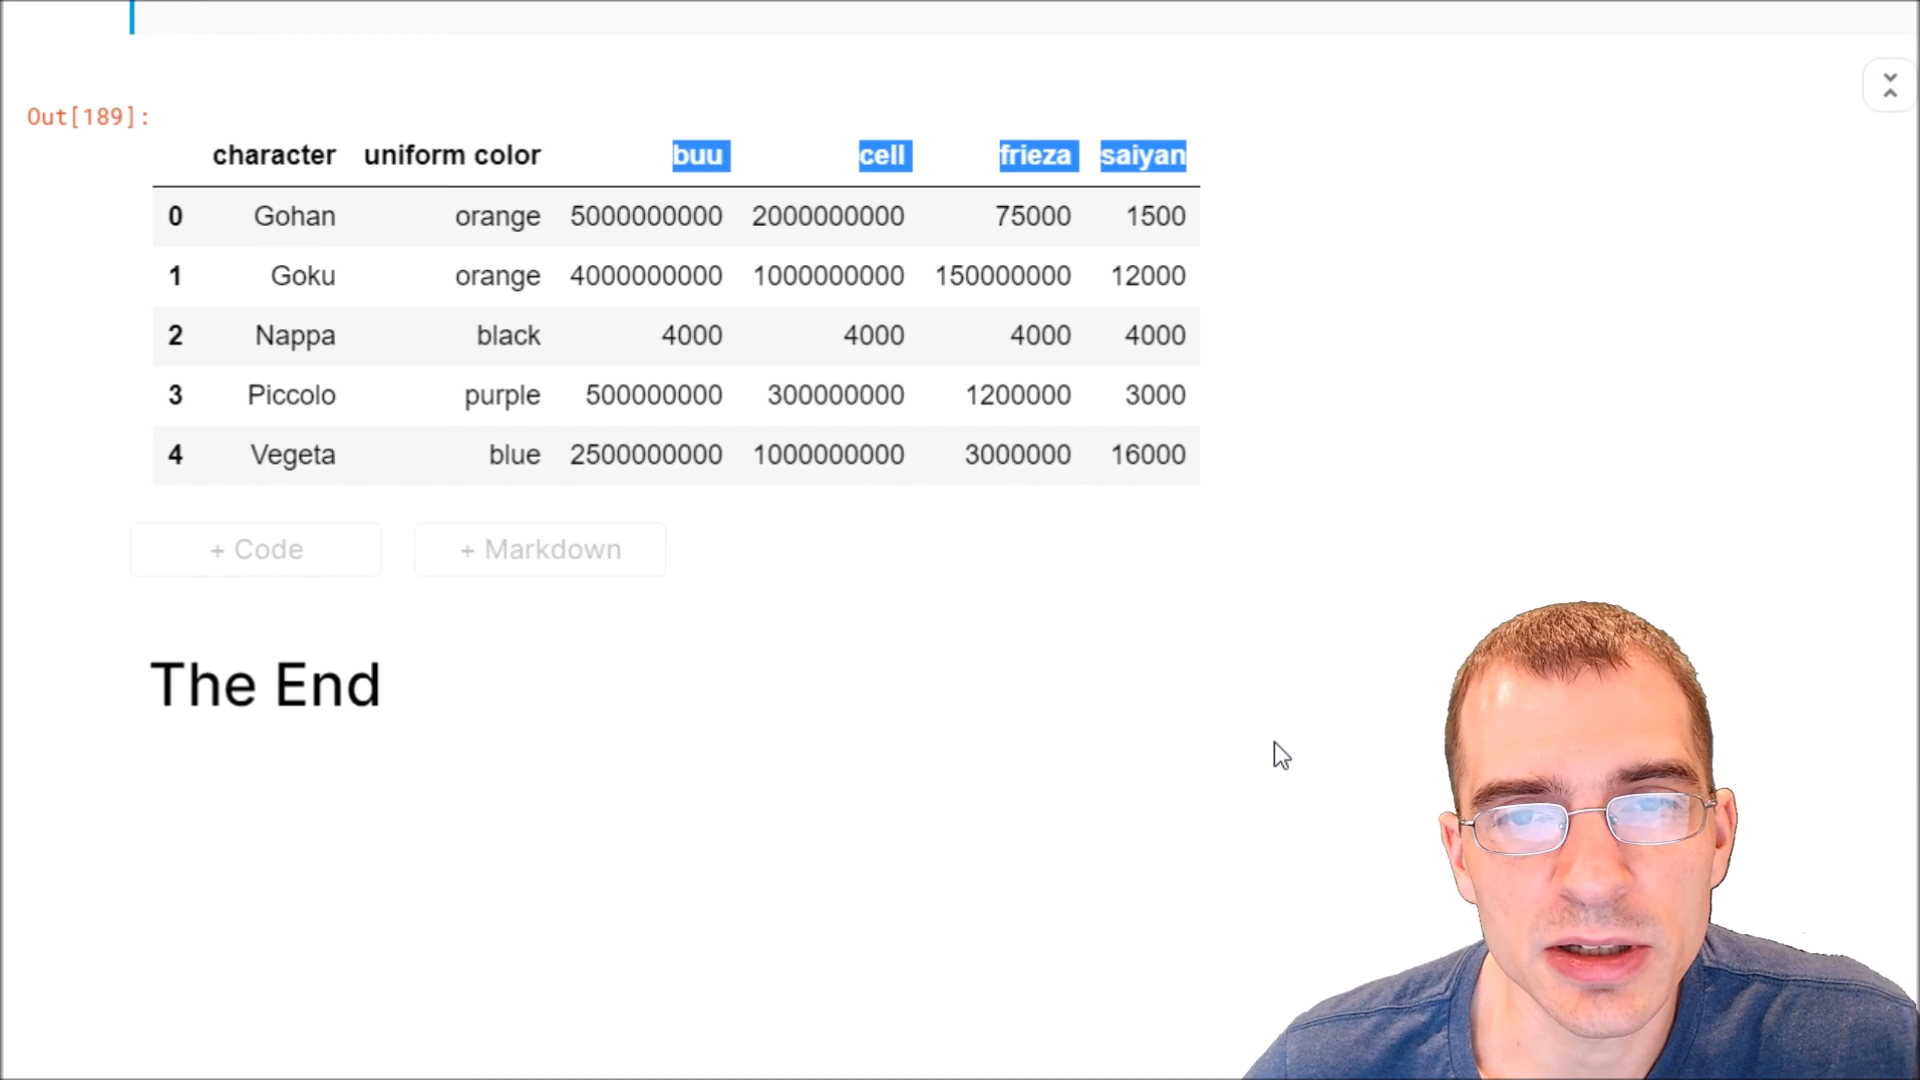 Out[189]:
character uniform color buu cell frieza saiyan
0 Gohan orange 5000000000 2000000000 75000 1500
1 Goku orange 4000000000 1000000000 150000000 12000
2 Nappa black 4000 4000 4000 4000
3 Piccolo purple 500000000 300000000 1200000 3000
4 Vegeta blue 2500000000 1000000000 3000000 16000
+ Code + Markdown
The End